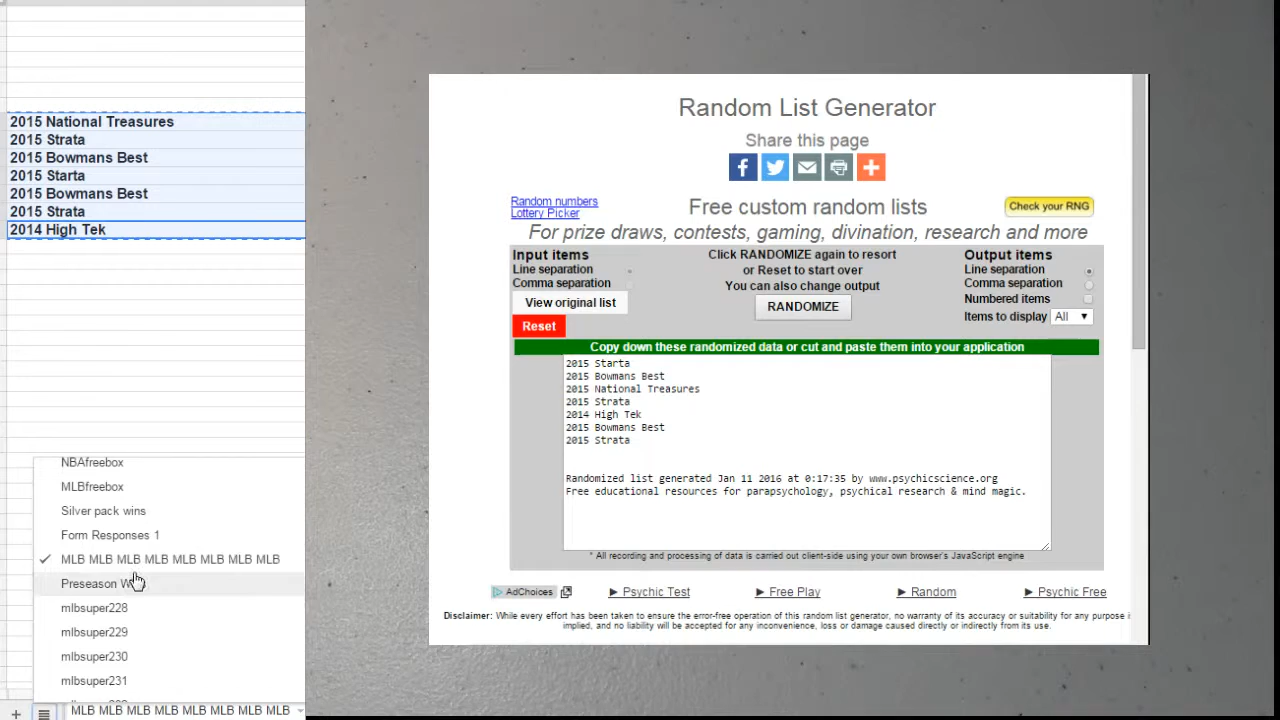 2015 National Treasures
2015 Strata
2015 Bowmans Best
2015 Starta
2015 Bowmans Best
2015 Strata
2014 High Tek
NBAfreebox
MLBfreebox
Silver pack wins
Form Responses 1
MLB MLB MLB MLB MLB MLB MLB MLB
Preseason
mlbsuper228
mlbsuper229
mlbsuper230
mlbsuper231
MLB MLB MLB MLB MLB MLB MLB MLB
Random List Generator
Share this page
Random numbers
Lottery Picker
Free custom random lists
Check your RNG
For prize draws, contests, gaming, divination, research and more
Input items
Line separation
Comma separation
View original list
Reset
Click RANDOMIZE again to resort
or Reset to start over
You can also change output
RANDOMIZE
Output items
Line separation
Comma separation
Numbered items
Items to display All
Copy down these randomized data or cut and paste them into your application
2015 Starta
2015 Bowmans Best
2015 National Treasures
2015 Strata
2014 High Tek
2015 Bowmans Best
2015 Strata
Randomized list generated Jan 11 2016 at 0:17:35 by www.psychicscience.org
Free educational resources for parapsychology, psychical research & mind magic.
* All recording and processing of data is carried out client-side using your own browser's JavaScript engine
AdChoices
► Psychic Test
► Free Play
► Random
► Psychic Free
Disclaimer: While every effort has been taken to ensure the error-free operation of this random list generator, no warranty of its accuracy or suitability for any purpose is
implied, and no liability will be accepted for any inconvenience, loss or damage caused directly or indirectly from its use.